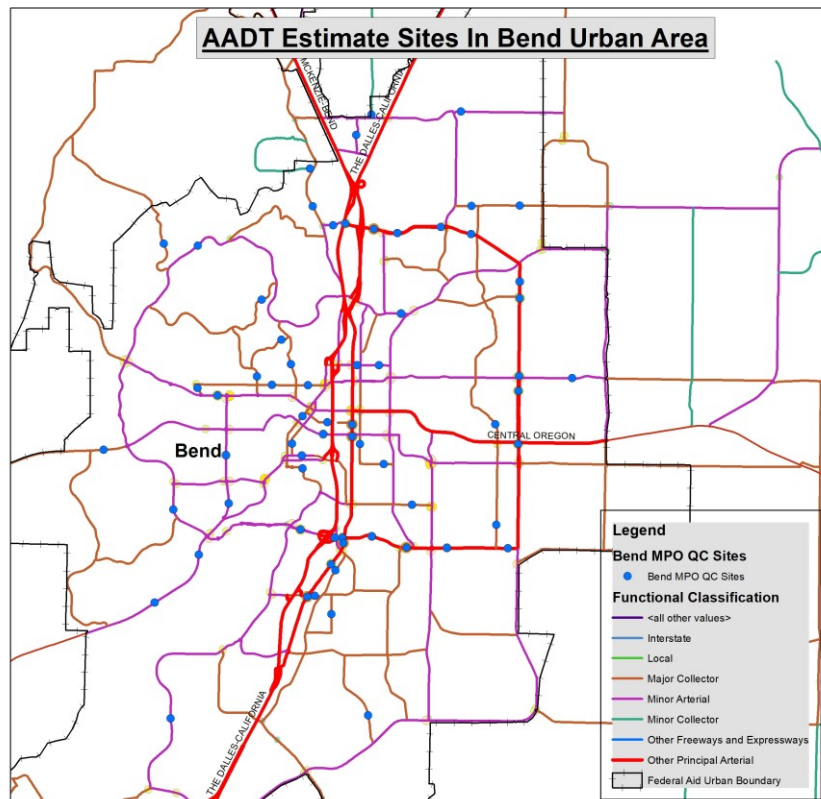 AADT Estimate Sites In Bend Urban Area
MCKENZIE-BEND
THE DALLES-CALIFORNIA
CENTRAL OREGON
Bend
THE DALLES-CALIFORNIA
Legend
Bend MPO QC Sites
Bend MPO QC Sites
Functional Classification
<all other values>
Interstate
Local
Major Collector
Minor Arterial
Minor Collector
Other Freeways and Expressways
Other Principal Arterial
Federal Aid Urban Boundary